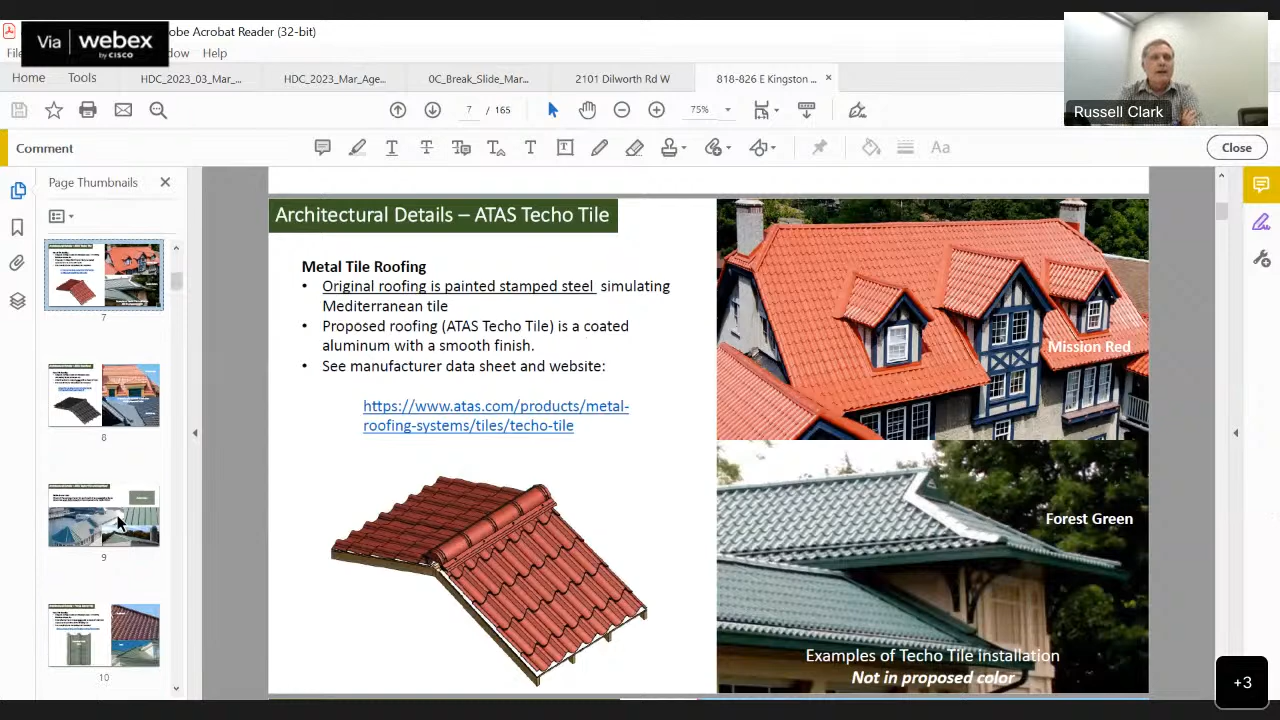 Via webex
by CISCO
dobe Acrobat Reader (32-bit)
dow Help
Home Tools HDC_2023_03_Mar_... HDC_2023_Mar_Age... 0C_BLANK_Slide_Mar... 2101 Dilworth Rd W 818-826 E Kingston ...
7 / 165 75%
Russell Clark
Comment
Close
Page Thumbnails
7
8
9
10
Architectural Details – ATAS Techo Tile
Metal Tile Roofing
• Original roofing is painted stamped steel simulating
Mediterranean tile
• Proposed roofing (ATAS Techo Tile) is a coated
aluminum with a smooth finish.
• See manufacturer data sheet and website:
https://www.atas.com/products/metal-
roofing-systems/tiles/techo-tile
Mission Red
Forest Green
Examples of Techo Tile installation
Not in proposed color
+3